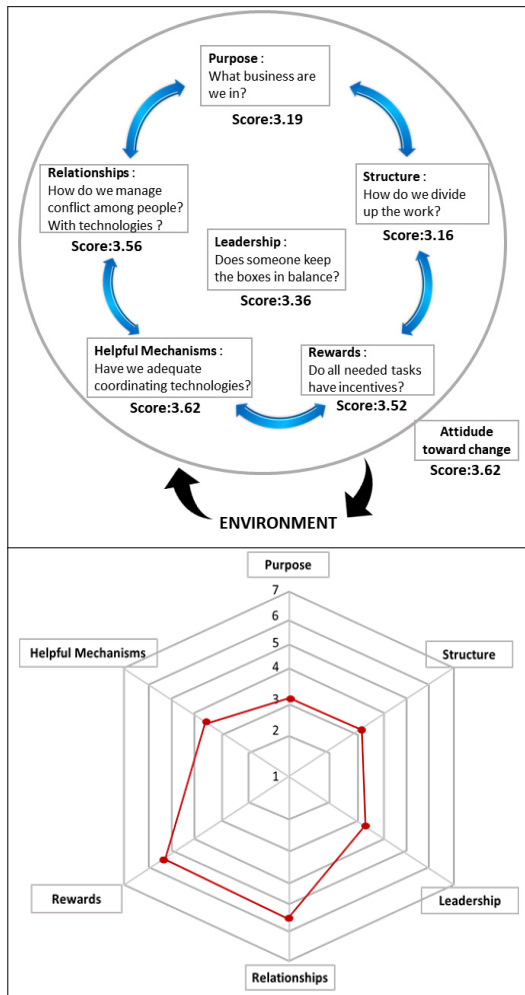 Purpose :
What business are
we in?
Score:3.19
Relationships :
How do we manage
conflict among people?
With technologies ?
Score:3.56
Structure :
How do we divide
up the work?
Score:3.16
Leadership :
Does someone keep
the boxes in balance?
Score:3.36
Helpful Mechanisms :
Have we adequate
coordinating technologies?
Score:3.62
Rewards :
Do all needed tasks
have incentives?
Score:3.52
Attidude
toward change
Score:3.62
ENVIRONMENT
Purpose
7
6
5
4
3
2
1
Helpful Mechanisms
Structure
Rewards
Leadership
Relationships